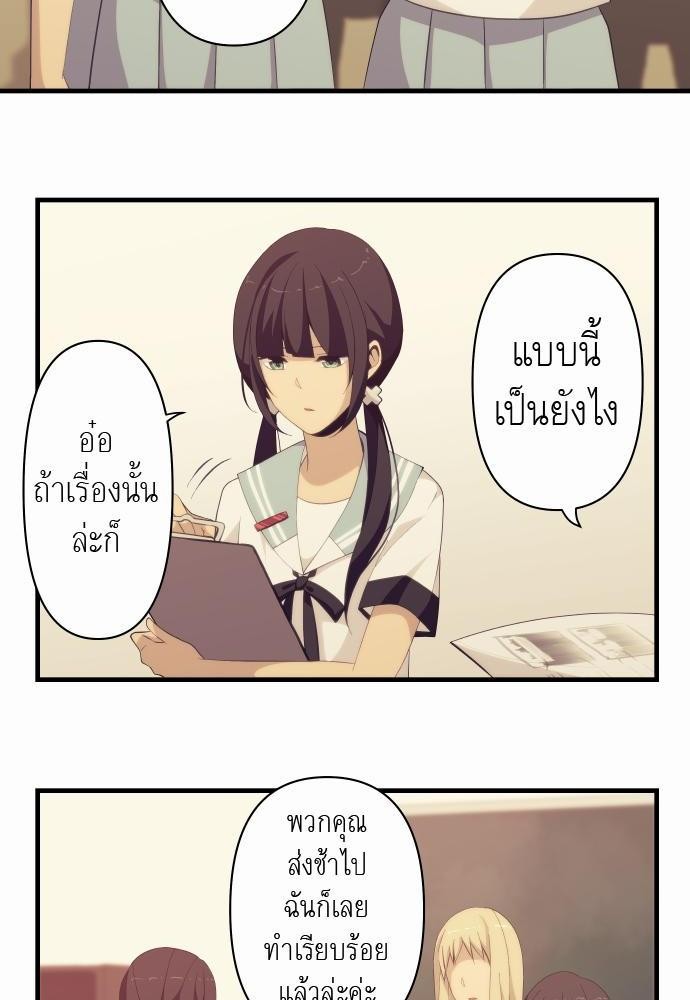 แบบนี้
เป็นยังไง
อ๋อ
ถ้าเรื่องนั้น
ล่ะก็
พวกคุณ
ส่งช้าไป
ฉันก็เลย
ทำเรียบร้อย
แล้วล่ะค่ะ